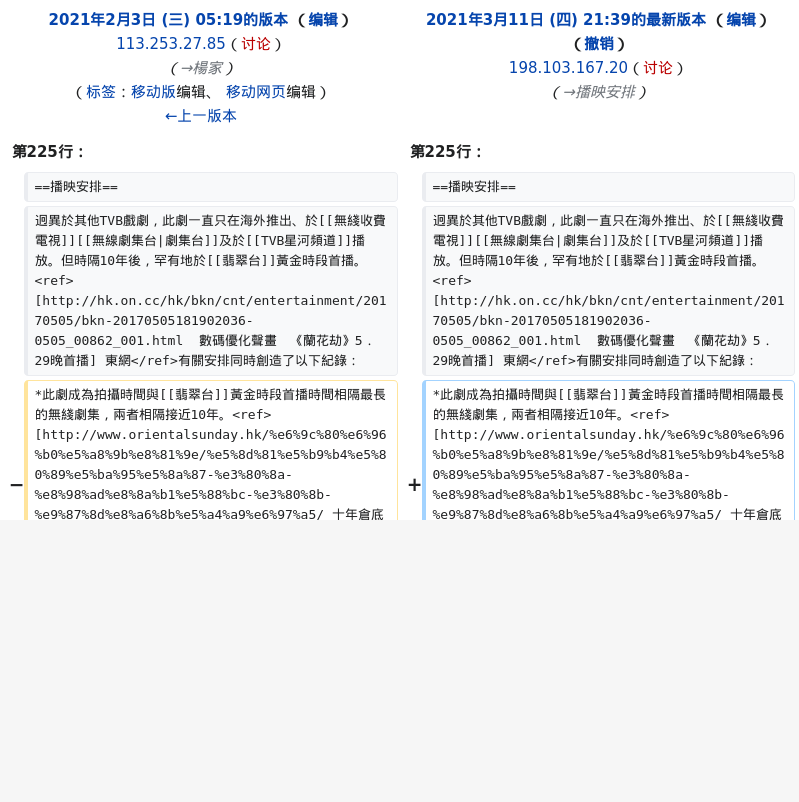 2021年2月3日 (三) 05:19的版本 （编辑）
113.253.27.85（讨论）
（→楊家）
（标签：移动版编辑、 移动网页编辑）
←上一版本
2021年3月11日 (四) 21:39的最新版本 （编辑）
（撤销）
198.103.167.20（讨论）
（→播映安排）
第225行：
第225行：
==播映安排==
==播映安排==
迥異於其他TVB戲劇，此劇一直只在海外推出、於[[無綫收費
電視]][[無線劇集台|劇集台]]及於[[TVB星河頻道]]播
放。但時隔10年後，罕有地於[[翡翠台]]黃金時段首播。
<ref>
[http://hk.on.cc/hk/bkn/cnt/entertainment/201
70505/bkn-20170505181902036-
0505_00862_001.html　數碼優化聲畫　《蘭花劫》5．
29晚首播] 東網</ref>有關安排同時創造了以下紀錄：
迥異於其他TVB戲劇，此劇一直只在海外推出、於[[無綫收費
電視]][[無線劇集台|劇集台]]及於[[TVB星河頻道]]播
放。但時隔10年後，罕有地於[[翡翠台]]黃金時段首播。
<ref>
[http://hk.on.cc/hk/bkn/cnt/entertainment/201
70505/bkn-20170505181902036-
0505_00862_001.html　數碼優化聲畫　《蘭花劫》5．
29晚首播] 東網</ref>有關安排同時創造了以下紀錄：
−
*此劇成為拍攝時間與[[翡翠台]]黃金時段首播時間相隔最長
的無綫劇集，兩者相隔接近10年。<ref>
[http://www.orientalsunday.hk/%e6%9c%80%e6%96
%b0%e5%a8%9b%e8%81%9e/%e5%8d%81%e5%b9%b4%e5%8
0%89%e5%ba%95%e5%8a%87-%e3%80%8a-
%e8%98%ad%e8%8a%b1%e5%88%bc-%e3%80%8b-
%e9%87%8d%e8%a6%8b%e5%a4%a9%e6%97%a5/ 十年倉底
+
*此劇成為拍攝時間與[[翡翠台]]黃金時段首播時間相隔最長
的無綫劇集，兩者相隔接近10年。<ref>
[http://www.orientalsunday.hk/%e6%9c%80%e6%96
%b0%e5%a8%9b%e8%81%9e/%e5%8d%81%e5%b9%b4%e5%8
0%89%e5%ba%95%e5%8a%87-%e3%80%8a-
%e8%98%ad%e8%8a%b1%e5%88%bc-%e3%80%8b-
%e9%87%8d%e8%a6%8b%e5%a4%a9%e6%97%a5/ 十年倉底